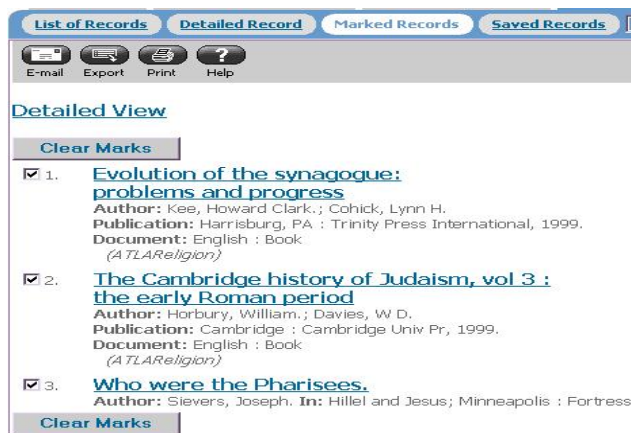 List of Records Detailed Record Marked Records Saved Records
E-mail Export Print Help
Detailed View
Clear Marks
1. Evolution of the synagogue:
problems and progress
Author: Kee, Howard Clark.; Cohick, Lynn H.
Publication: Harrisburg, PA : Trinity Press International, 1999.
Document: English : Book
(ATLAReligion)
2. The Cambridge history of Judaism, vol 3 :
the early Roman period
Author: Horbury, William.; Davies, W D.
Publication: Cambridge : Cambridge Univ Pr, 1999.
Document: English : Book
(ATLAReligion)
3. Who were the Pharisees.
Author: Sievers, Joseph. In: Hillel and Jesus; Minneapolis : Fortress
Clear Marks